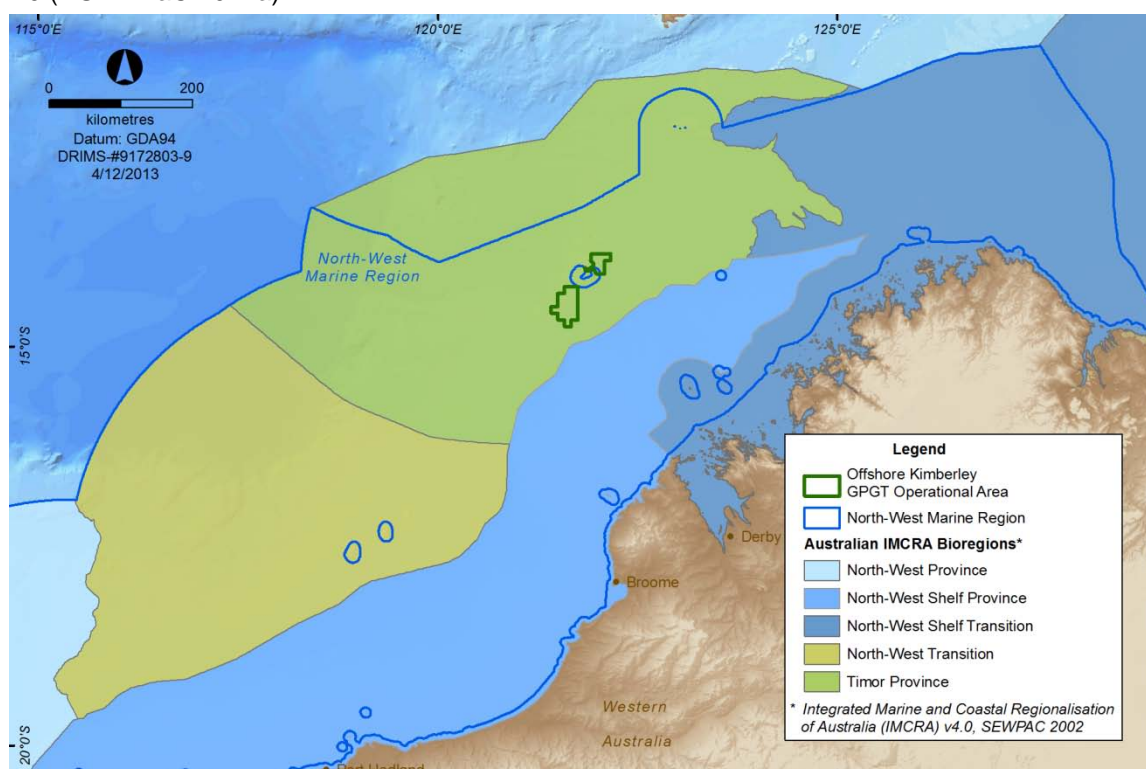 115°0'E
120°0'E
125°0'E
0 200
kilometres
Datum: GDA94
DRIMS-#9172803-9
4/12/2013
North-West
Marine Region
15°0'S
20°0'S
Derby
Broome
Western
Australia
Legend
Offshore Kimberley
GPGT Operational Area
North-West Marine Region
Australian IMCRA Bioregions*
North-West Province
North-West Shelf Province
North-West Shelf Transition
North-West Transition
Timor Province
* Integrated Marine and Coastal Regionalisation
of Australia (IMCRA) v4.0, SEWPAC 2002